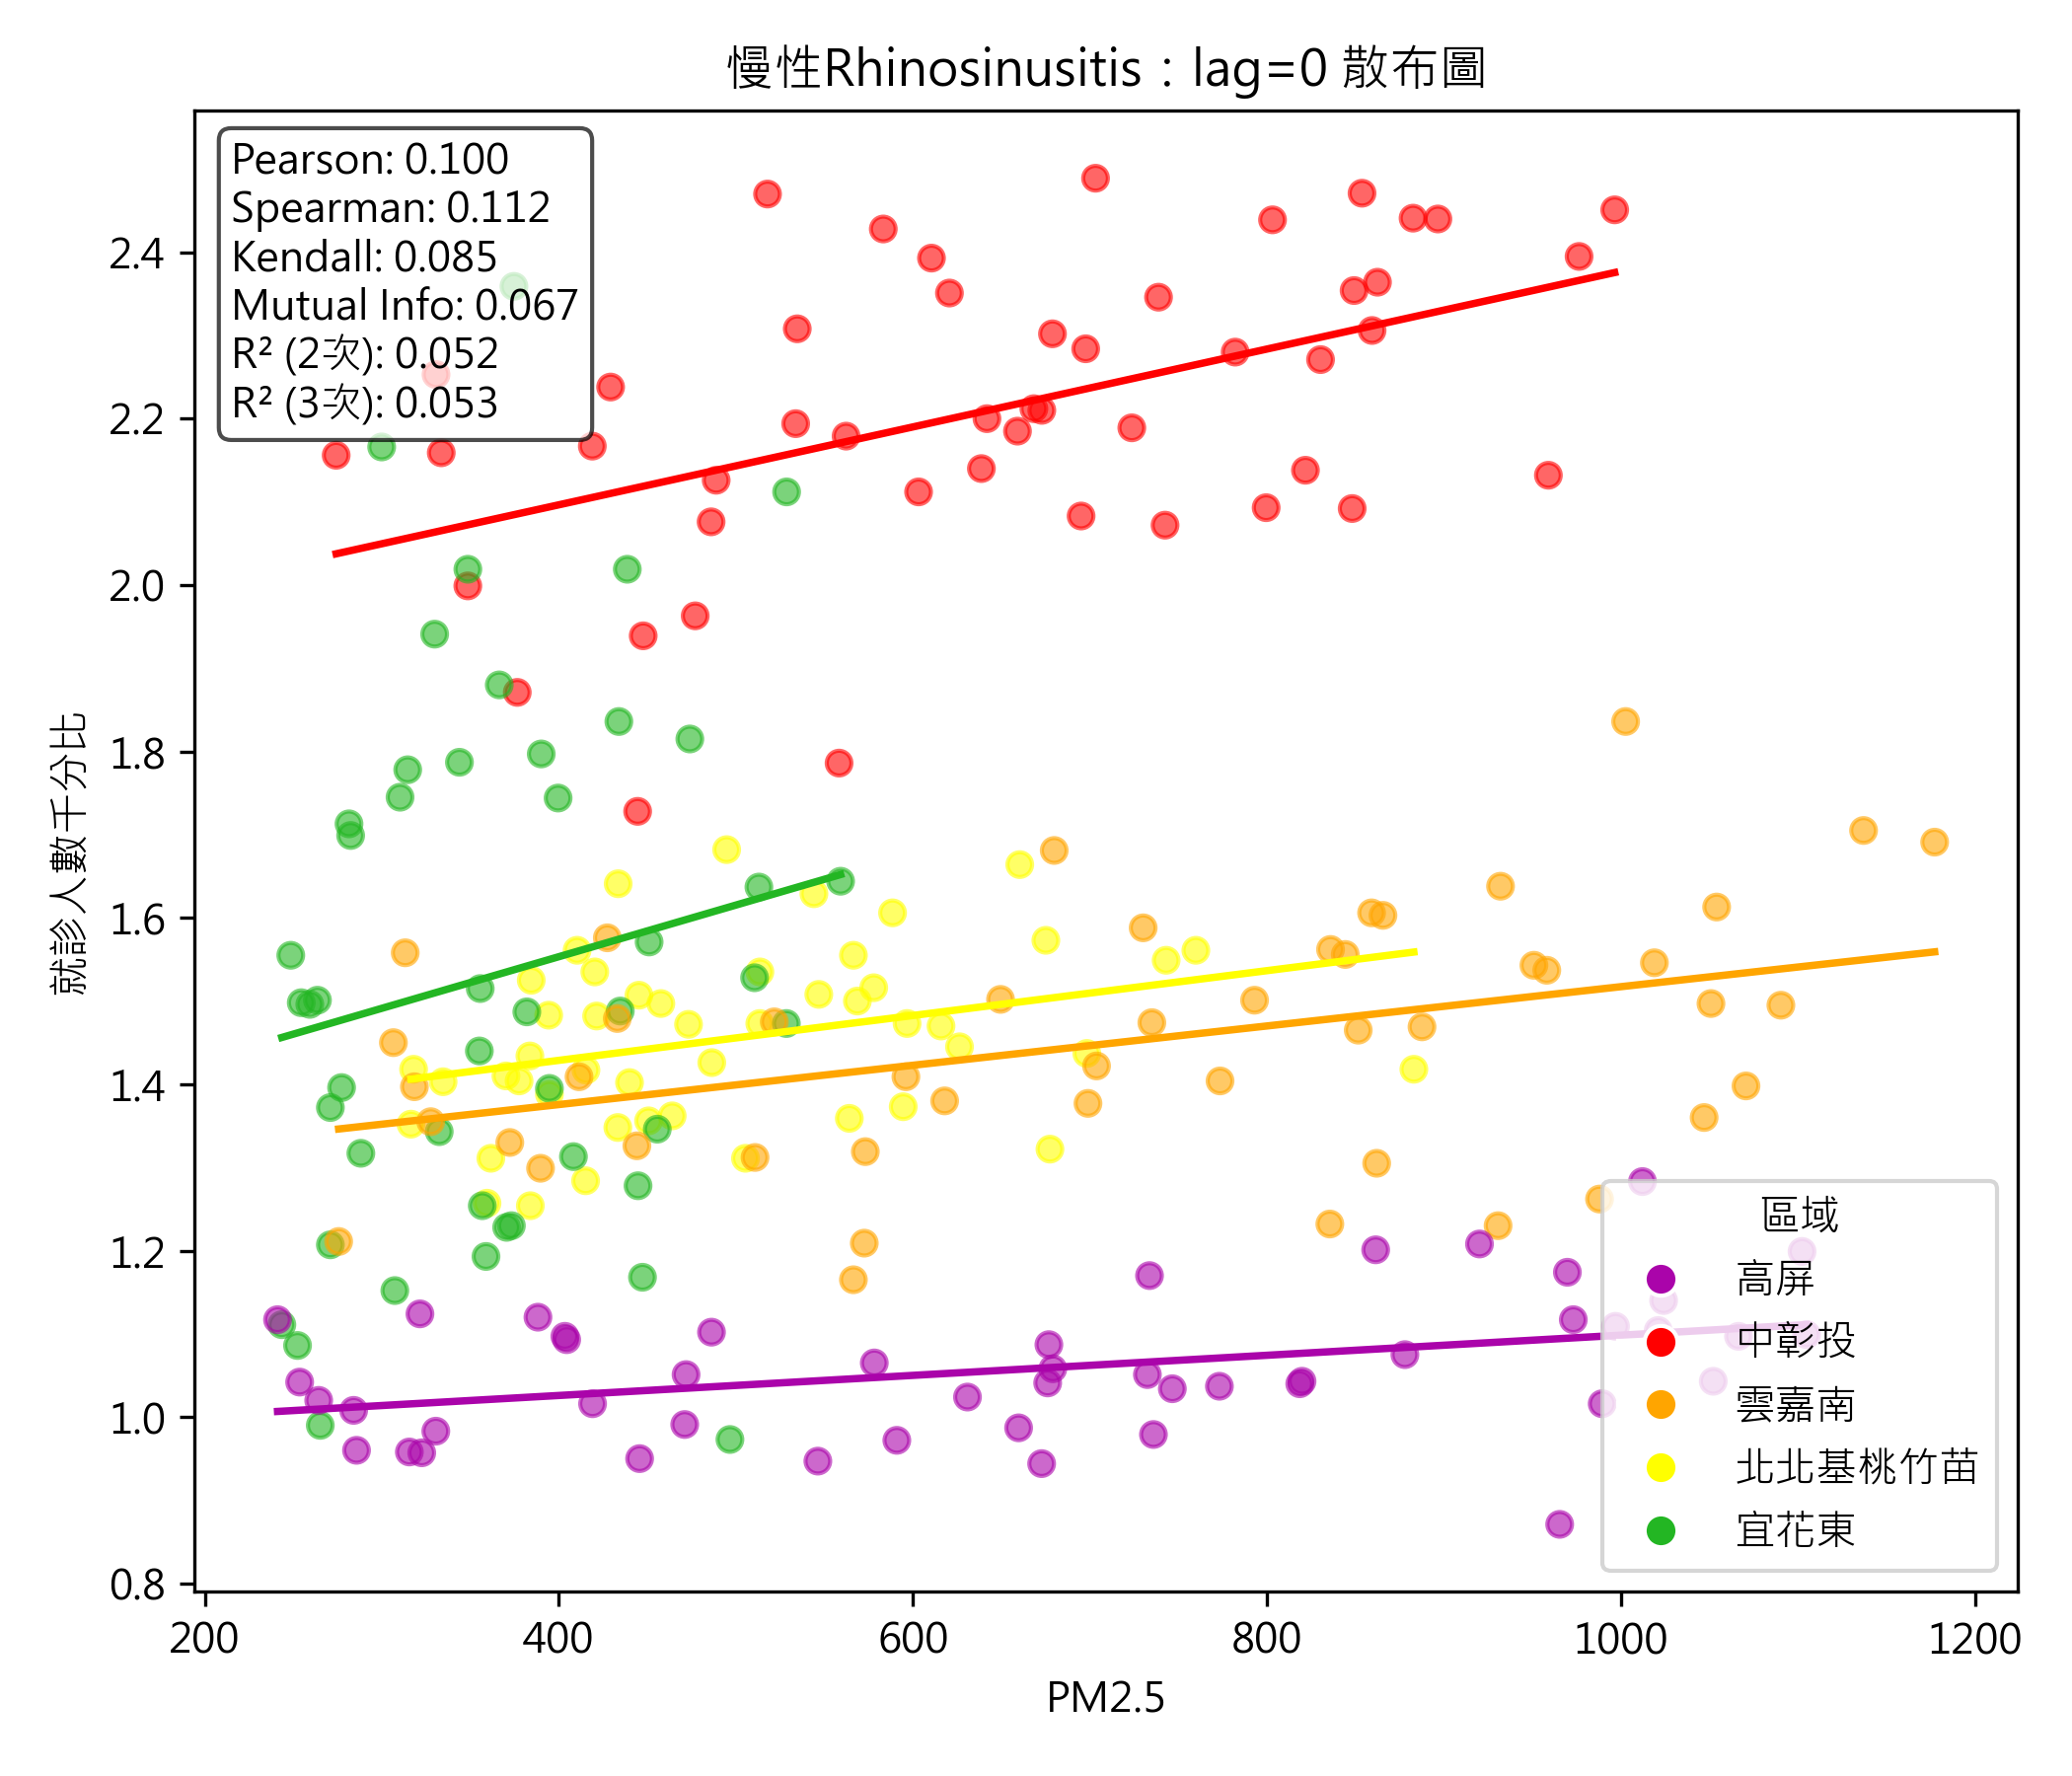 慢性Rhinosinusitis：lag=0 散布圖
Pearson: 0.100
Spearman: 0.112
Kendall: 0.085
Mutual Info: 0.067
R² (2次): 0.052
R² (3次): 0.053
就診人數千分比
2.4
2.2
2.0
1.8
1.6
1.4
1.2
1.0
0.8
區域
高屏
中彰投
雲嘉南
北北基桃竹苗
宜花東
200 400 600 800 1000 1200
PM2.5